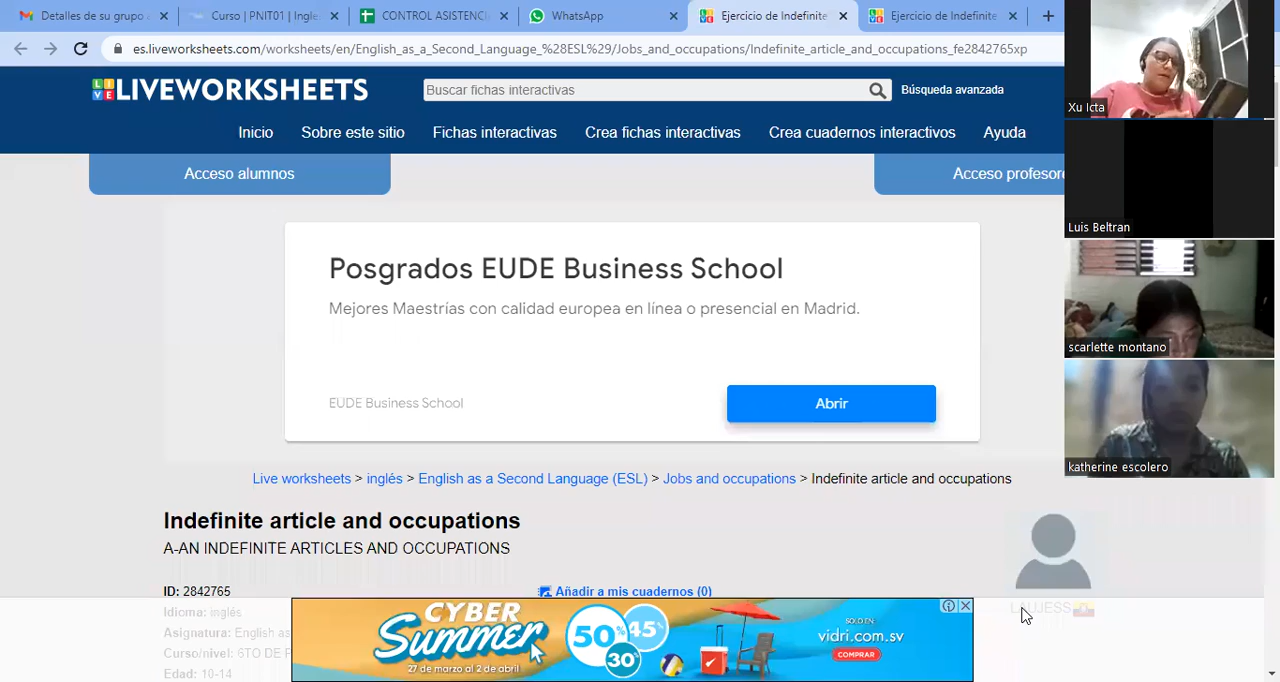 Detalles de su grupo
Curso | PNIT01 | Ingle
CONTROL ASISTENCI
WhatsApp
Ejercicio de Indefinite
Ejercicio de Indefinite
es.liveworksheets.com/worksheets/en/English_as_a_Second_Language_%28ESL%29/Jobs_and_occupations/Indefinite_article_and_occupations_fe2842765xp
LIVEWORKSHEETS
Buscar fichas interactivas
Búsqueda avanzada
Inicio
Sobre este sitio
Fichas interactivas
Crea fichas interactivas
Crea cuadernos interactivos
Ayuda
Acceso alumnos
Acceso profesore
Xu Icta
Luis Beltran
scarlette montano
katherine escolero
Posgrados EUDE Business School
Mejores Maestrías con calidad europea en línea o presencial en Madrid.
EUDE Business School
Abrir
Live worksheets > inglés > English as a Second Language (ESL) > Jobs and occupations > Indefinite article and occupations
Indefinite article and occupations
A-AN INDEFINITE ARTICLES AND OCCUPATIONS
ID: 2842765
Añadir a mis cuadernos (0)
Idioma: inglés
Asignatura: English as
Curso/nivel: 6TO DE P
Edad: 10-14
LAUJESS
CYBER
Summer
27 de marzo al 2 de abril
50%
45%
30%
SOLO EN:
vidri.com.sv
COMPRAR